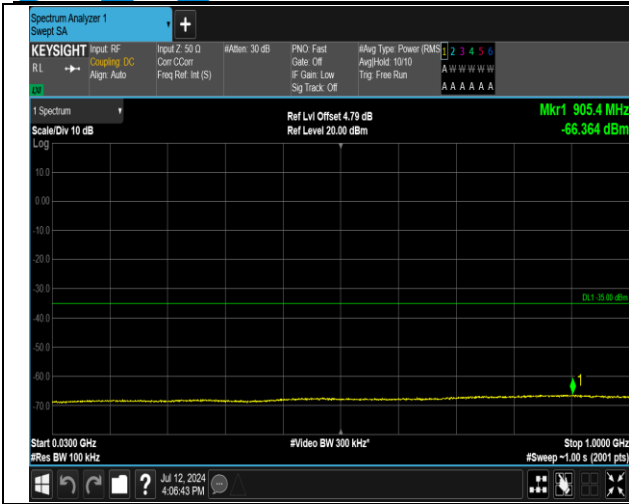 Spectrum Analyzer 1
Swept SA
KEYSIGHT
RL
Input: RF
Coupling: DC
Align: Auto
Input Z: 50 Ω
Corr CCorr
Freq Ref: Int (S)
#Atten: 30 dB
PNO: Fast
Gate: Off
IF Gain: Low
Sig Track: Off
#Avg Type: Power (RMS
Avg|Hold: 10/10
Trig: Free Run
1 2 3 4 5 6
A W W W W W
A A A A A A
1 Spectrum
Scale/Div 10 dB
Ref Lvl Offset 4.79 dB
Ref Level 20.00 dBm
Mkr1 905.4 MHz
-66.364 dBm
Log
10.0
0.00
-10.0
-20.0
-30.0
DL1 -35.00 dBm
-40.0
-50.0
-60.0
1
-70.0
Start 0.0300 GHz
#Video BW 300 kHz*
Stop 1.0000 GHz
#Res BW 100 kHz
#Sweep ~1.00 s (2001 pts)
?
Jul 12, 2024
4:06:43 PM